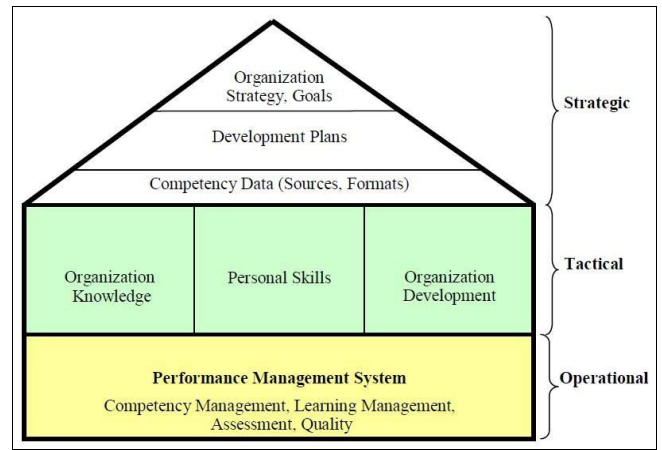 Organization
Strategy, Goals
Strategic
Development Plans
Competency Data (Sources, Formats)
Organization
Knowledge
Personal Skills
Organization
Development
Tactical
Performance Management System
Operational
Competency Management, Learning Management,
Assessment, Quality